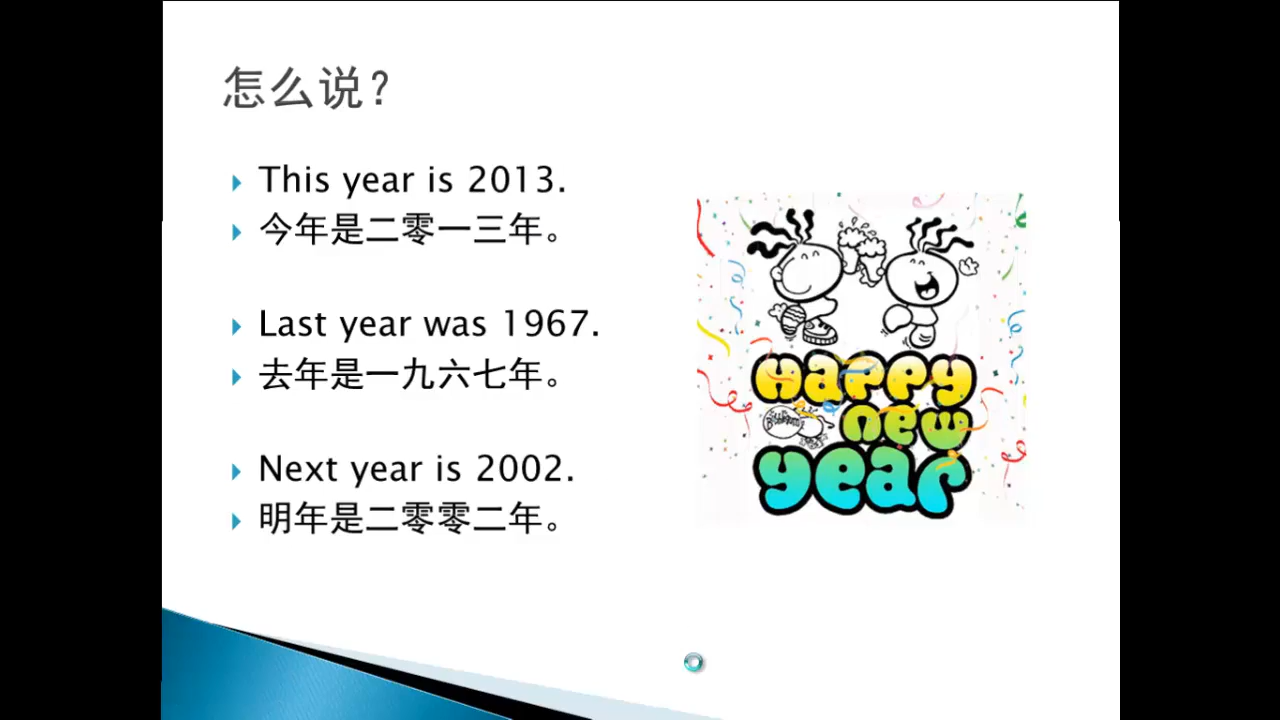 怎么说?
This year is 2013.
今年是二零一三年。
Last year was 1967.
去年是一九六七年。
Next year is 2002.
明年是二零零二年。
Happy
new
year